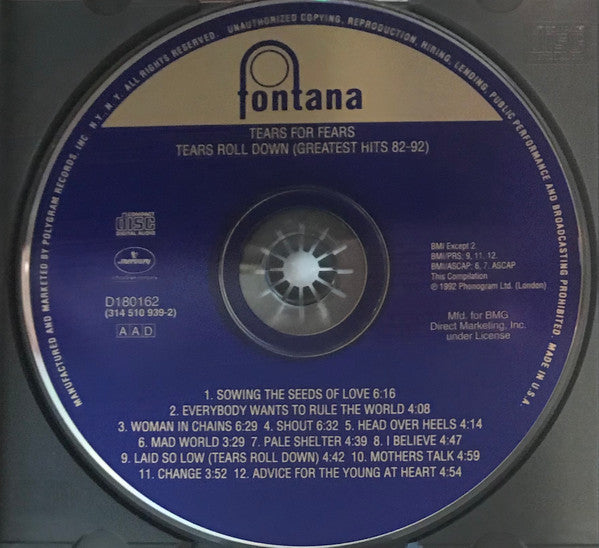 MANUFACTURED AND MARKETED BY POLYGRAM RECORDS, INC. N.Y., N.Y. ALL RIGHTS RESERVED. UNAUTHORIZED COPYING, REPRODUCTION, HIRING, LENDING, PUBLIC PERFORMANCE AND BROADCASTING PROHIBITED. MADE IN U.S.A.
fontana
TEARS FOR FEARS
TEARS ROLL DOWN (GREATEST HITS 82-92)
COMPACT
disc
DIGITAL AUDIO
mercury
D180162
(314 510 939-2)
AAD
BMI Except 2.
BMI/PRS: 9, 11, 12.
BMI/ASCAP: 6, 7. ASCAP
This Compilation
© 1992 Phonogram Ltd. (London)
Mfd. for BMG
Direct Marketing, Inc.
under License
1. SOWING THE SEEDS OF LOVE 6:16
2. EVERYBODY WANTS TO RULE THE WORLD 4:08
3. WOMAN IN CHAINS 6:29 4. SHOUT 6:32 5. HEAD OVER HEELS 4:14
6. MAD WORLD 3:29 7. PALE SHELTER 4:39 8. I BELIEVE 4:47
9. LAID SO LOW (TEARS ROLL DOWN) 4:42 10. MOTHERS TALK 4:59
11. CHANGE 3:52 12. ADVICE FOR THE YOUNG AT HEART 4:54
disc